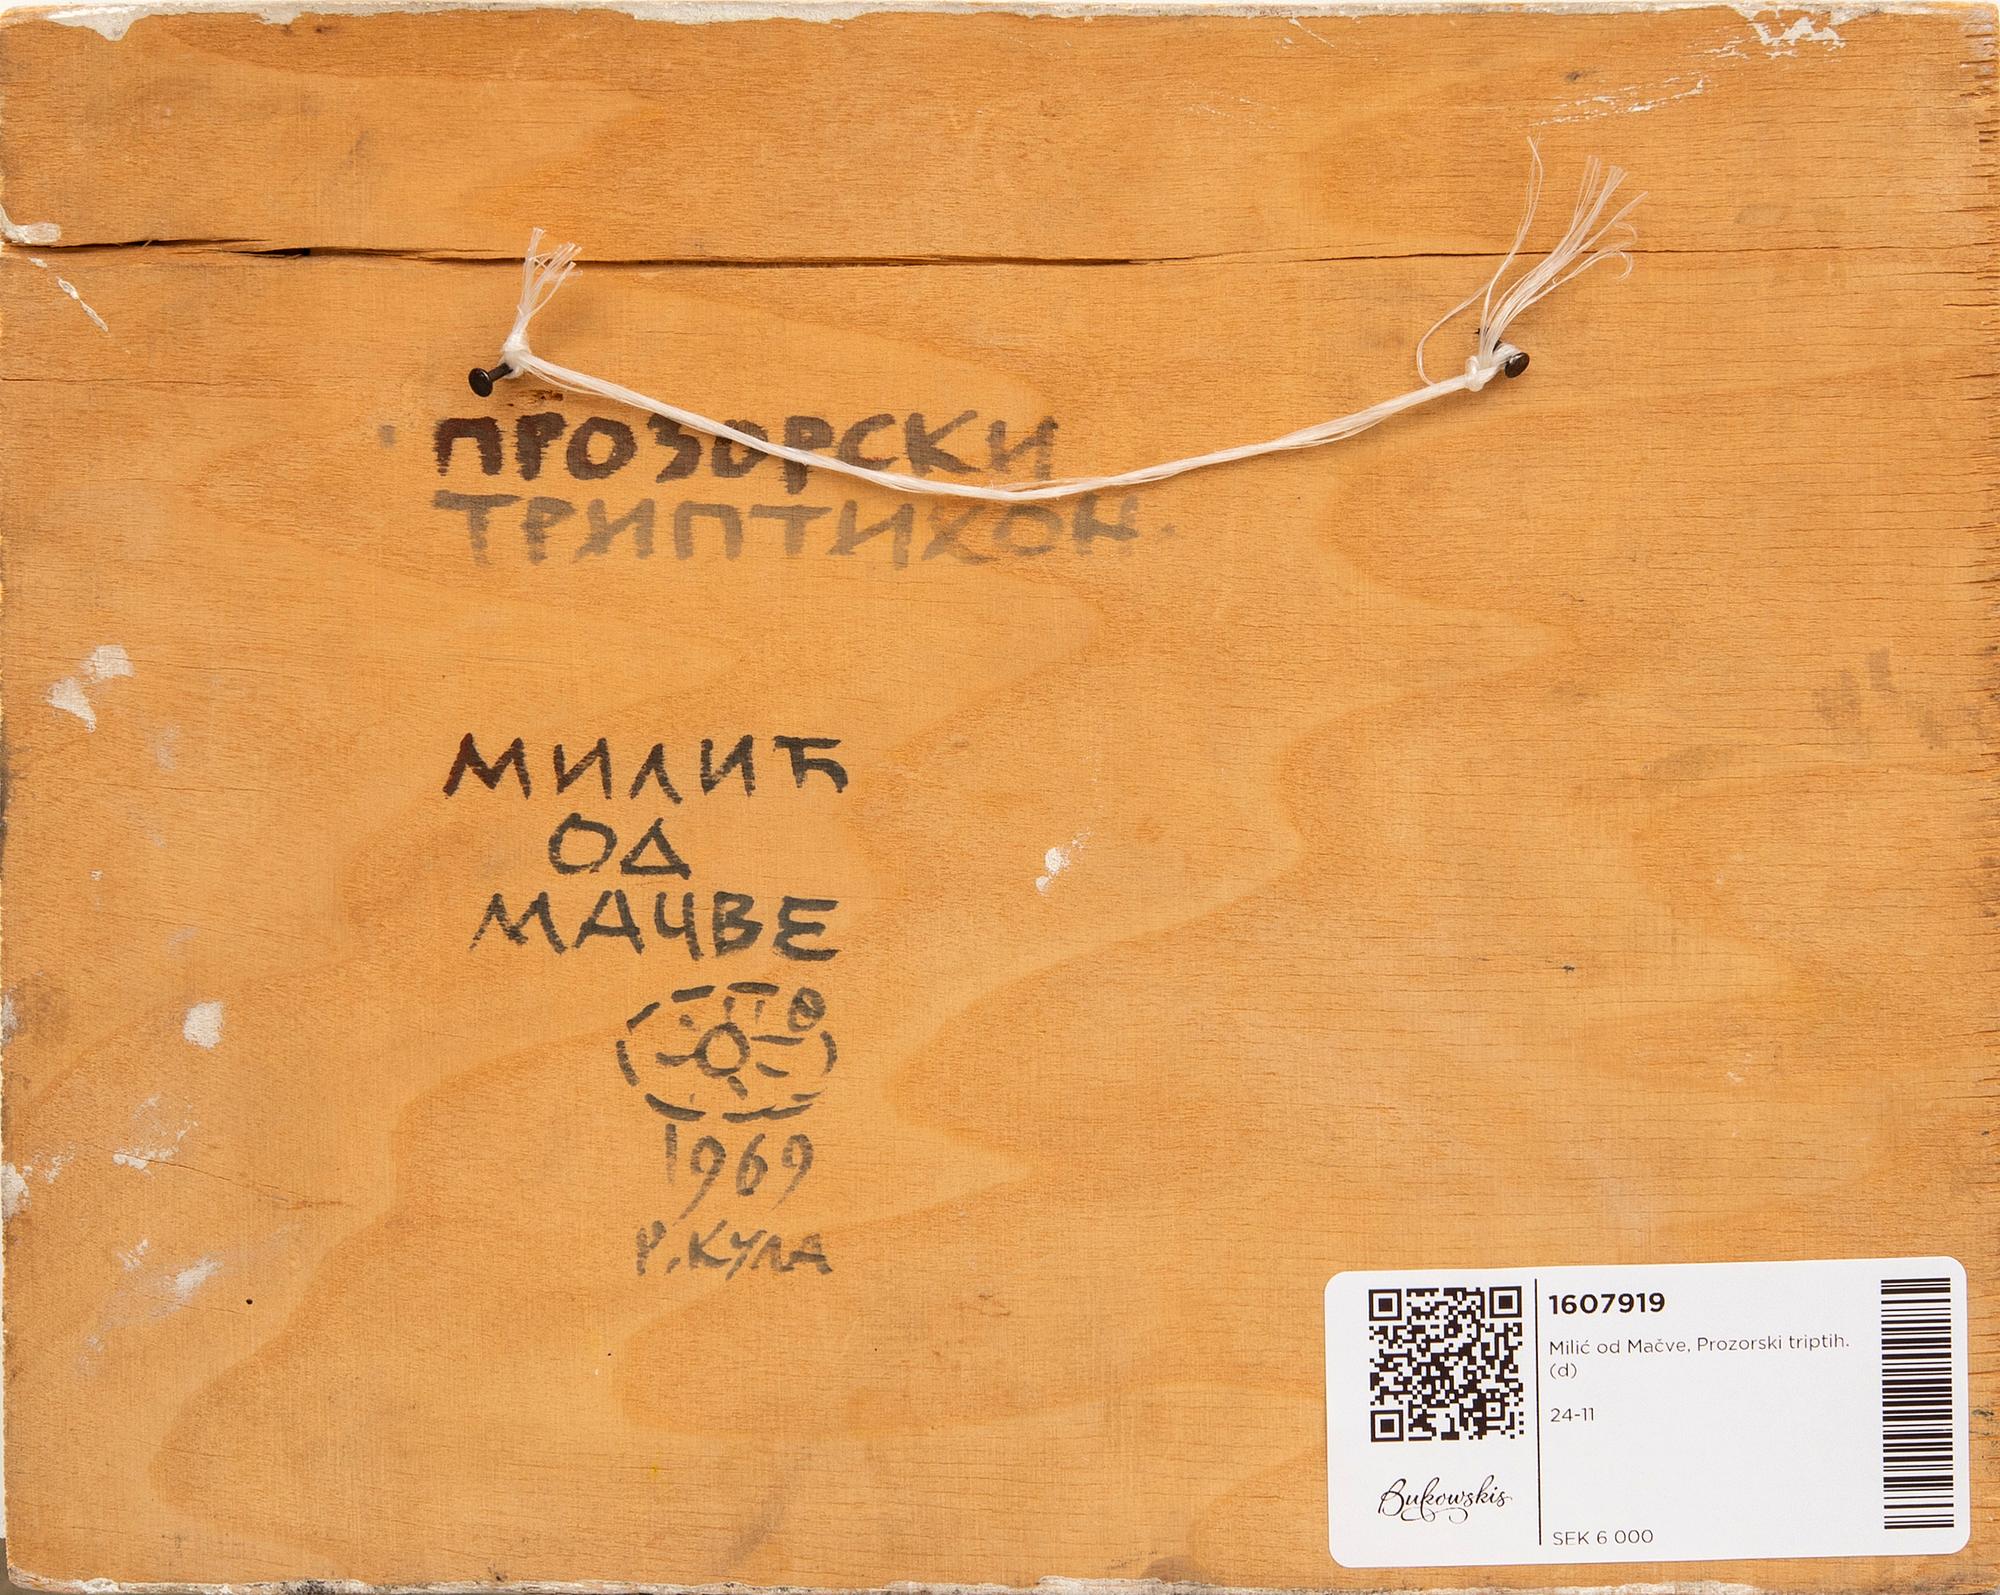 ПРОЗОРСКИ
ТРИПТИХОН.
МИЛИЋ
ОД
МАЧВЕ
1969
Р. КУЛА
1607919
Milić od Mačve, Prozorski triptih.
(d)
24-11
Bukowskis
SEK 6 000